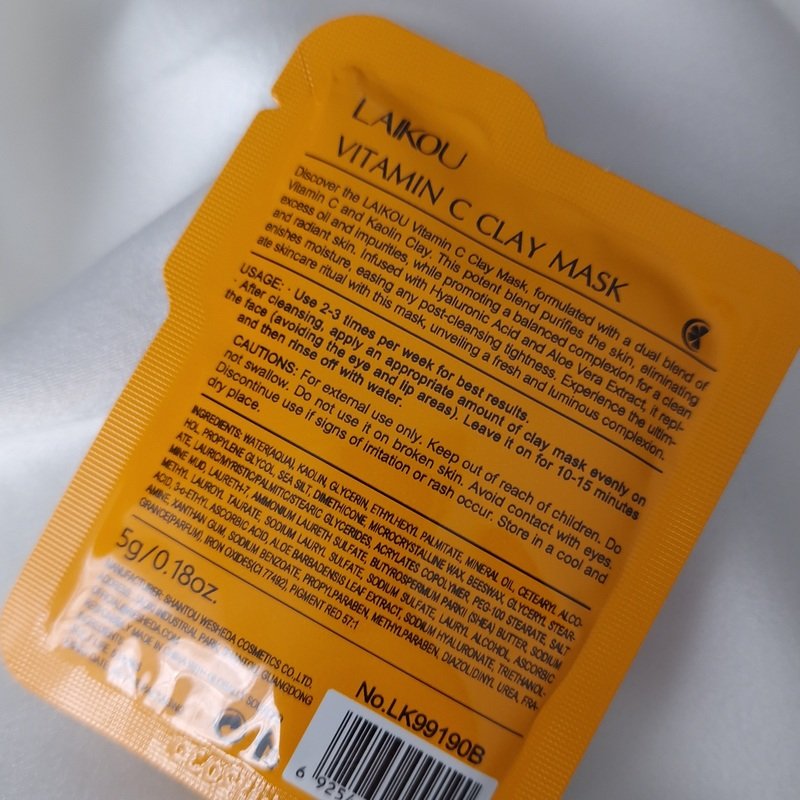 LAIKOU
VITAMIN C CLAY MASK
Discover the LAIKOU Vitamin C Clay Mask, formulated with a dual blend of
Vitamin C and Kaolin Clay. This potent blend purifies the skin, eliminating
excess oil and impurities, while promoting a balanced complexion for a clean
and radiant skin, Infused with Hyaluronic Acid and Aloe Vera Extract, it repl-
enishes moisture, easing any post-cleansing tightness. Experience the ultim-
ate skincare ritual with this mask, unveiling a fresh and luminous complexion.
USAGE: · Use 2-3 times per week for best results.
· After cleansing, apply an appropriate amount of clay mask evenly on
the face (avoiding the eye and lip areas). Leave it on for 10-15 minutes
and then rinse off with water.
CAUTIONS: For external use only. Keep out of reach of children. Do
not swallow. Do not use it on broken skin. Avoid contact with eyes.
Discontinue use if signs of irritation or rash occur. Store in a cool and
dry place.
INGREDIENTS: WATER(AQUA), KAOLIN, GLYCERIN, ETHYLHEXYL PALMITATE, MINERAL OIL, CETEARYL ALCO-
HOL, PROPYLENE GLYCOL, SEA SILT, DIMETHICONE, MICROCRYSTALLINE WAX, BEESWAX, GLYCERYL STEAR-
ATE, LAURIC/MYRISTIC/PALMITIC/STEARIC GLYCERIDES, ACRYLATES COPOLYMER, PEG-100 STEARATE, SALT
MINE MUD, LAURETH-7, AMMONIUM LAURETH SULFATE, BUTYROSPERMUM PARKII (SHEA) BUTTER, SODIUM
METHYL LAUROYL TAURATE, SODIUM LAURYL SULFATE, SODIUM SULFATE, LAURYL ALCOHOL, ASCORBIC
ACID, 3-0-ETHYL ASCORBIC ACID, ALOE BARBADENSIS LEAF EXTRACT, SODIUM HYALURONATE, TRIETHANOL-
AMINE, XANTHAN GUM, SODIUM BENZOATE, PROPYLPARABEN, METHYLPARABEN, DIAZOLIDINYL UREA, FRA-
GRANCE(PARFUM), IRON OXIDES(CI 77492), PIGMENT RED 57:1
5g/0.18oz.
MANUFACTURER: SHANTOU WESHEDA COSMETICS CO.,LTD.
INDUSTRIAL PARK, GUANGDONG
MADE IN
No.LK99190B
6 925